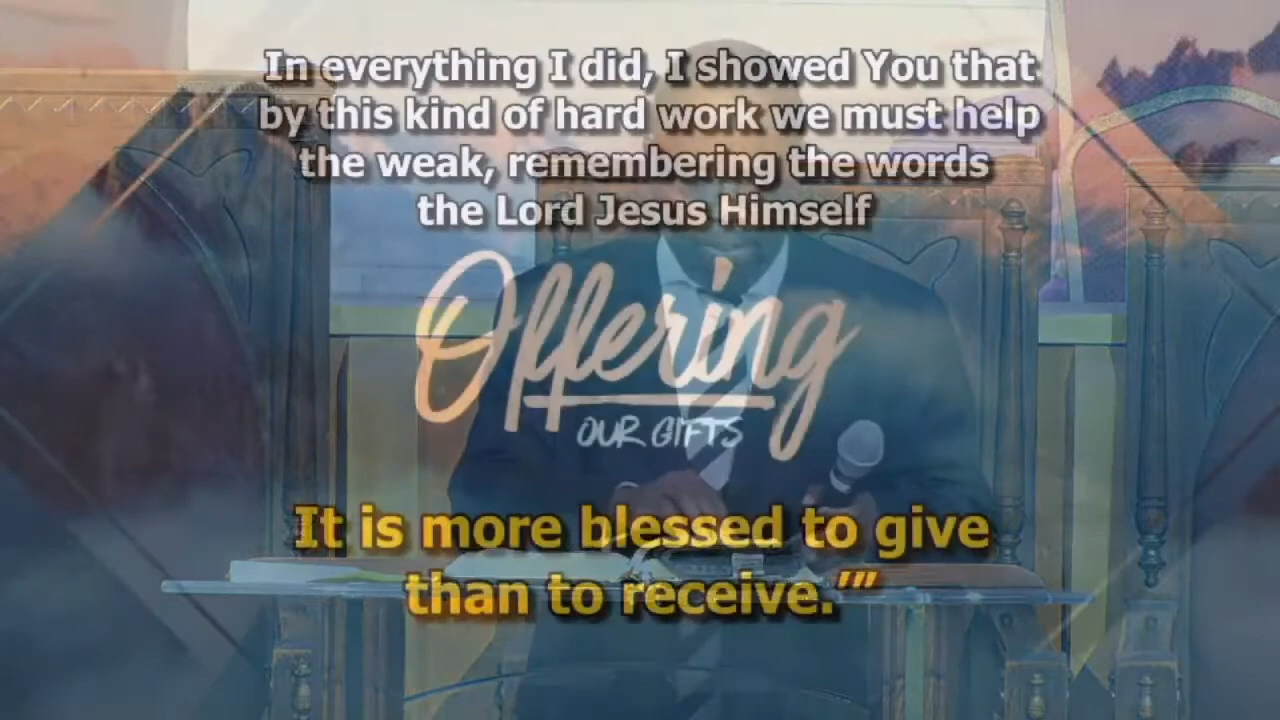 In everything I did, I showed You that
by this kind of hard work we must help
the weak, remembering the words
the Lord Jesus Himself
Offering
OUR GIFTS
It is more blessed to give
than to receive.’”